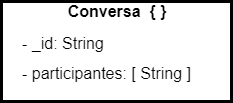 Conversa { }
- _id: String
- participantes: [ String ]